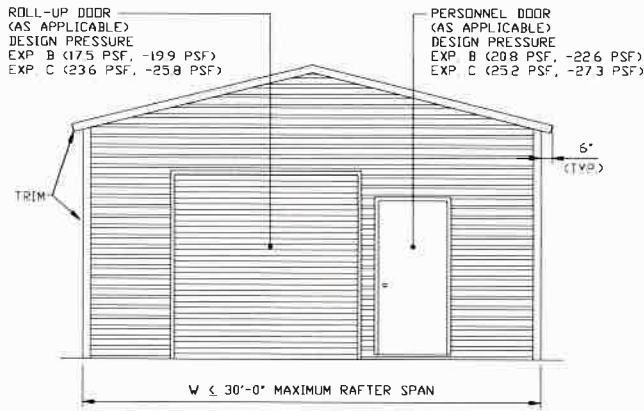 ROLL-UP DOOR
(AS APPLICABLE)
DESIGN PRESSURE
EXP. B (17.5 PSF, -19.9 PSF)
EXP. C (23.6 PSF, -25.8 PSF)
PERSONNEL DOOR
(AS APPLICABLE)
DESIGN PRESSURE
EXP. B (20.8 PSF, -22.6 PSF)
EXP. C (25.2 PSF, -27.3 PSF)
6"
(TYP.)
TRIM
W ≤ 30'-0" MAXIMUM RAFTER SPAN